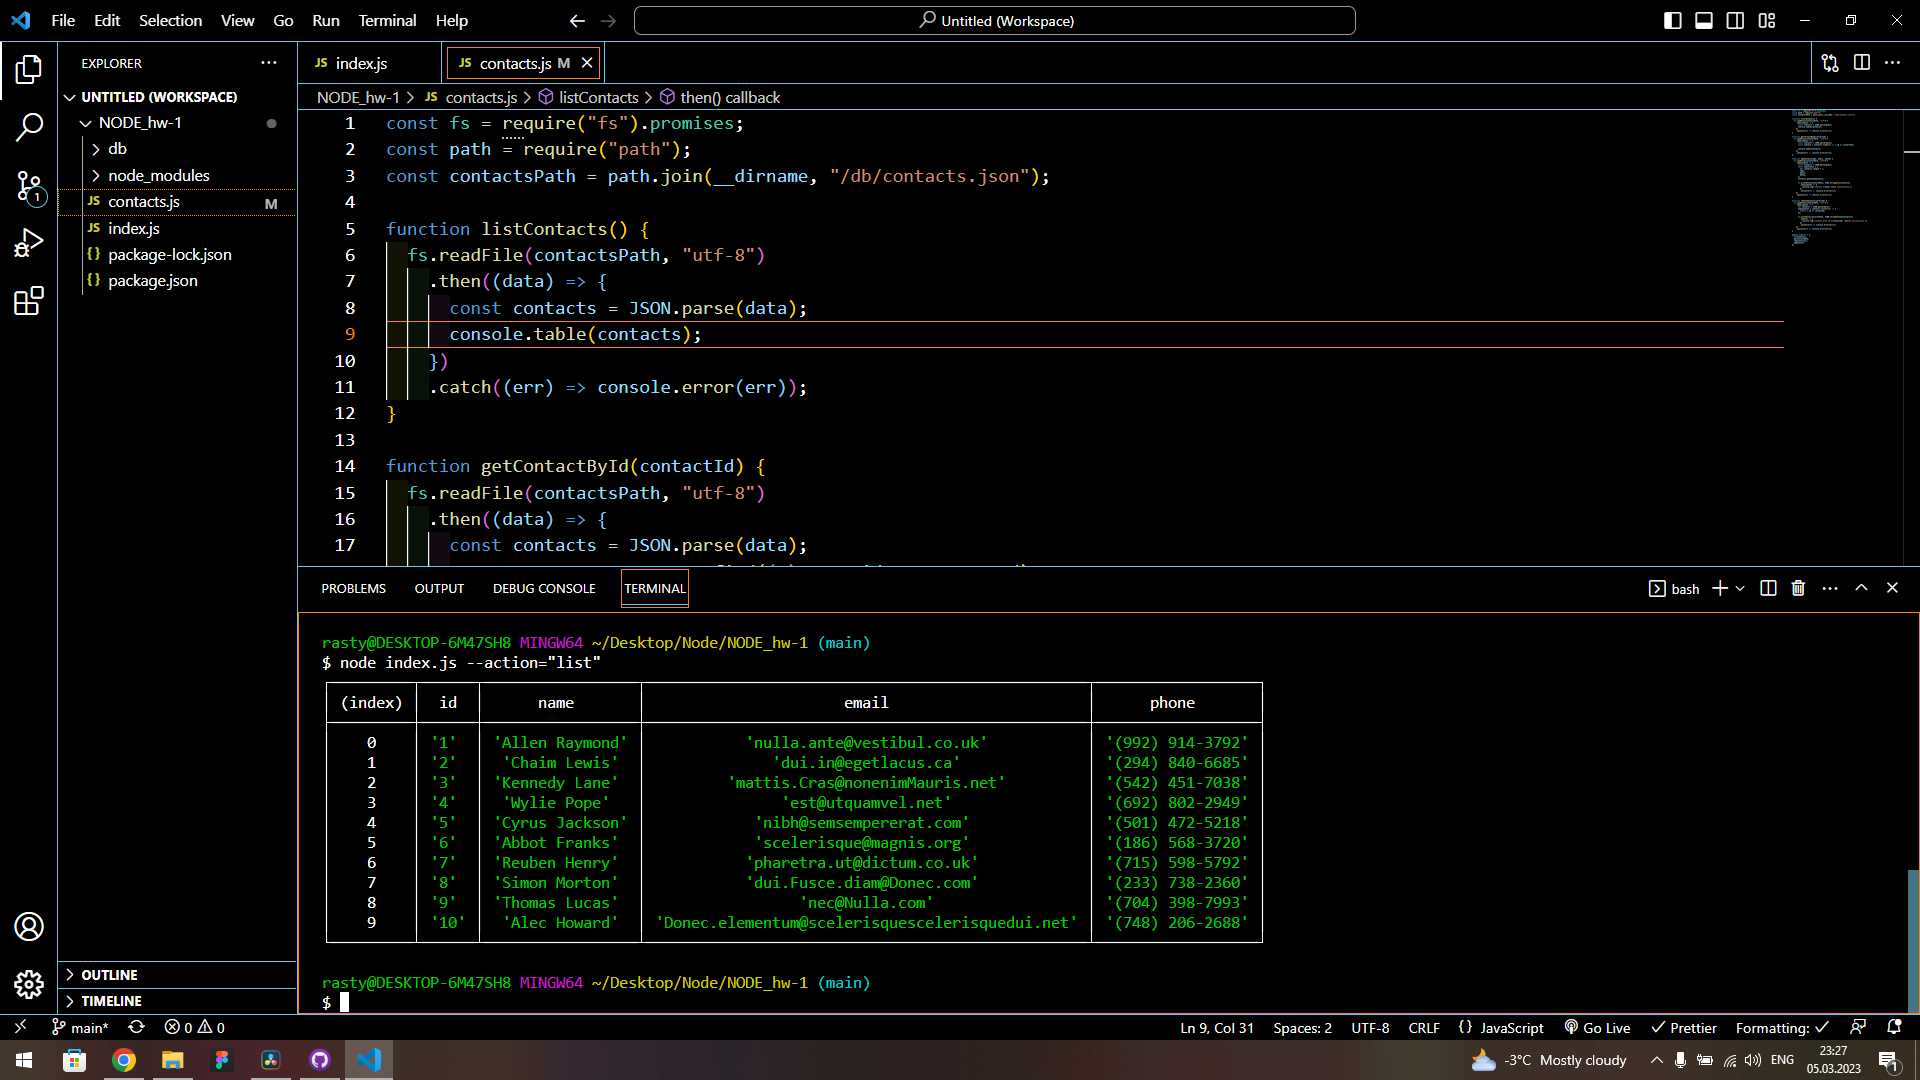 File Edit Selection View Go Run Terminal Help
Untitled (Workspace)
EXPLORER
UNTITLED (WORKSPACE)
NODE_hw-1
db
node_modules
JS contacts.js M
JS index.js
{} package-lock.json
{} package.json
OUTLINE
TIMELINE
1
JS index.js
JS contacts.js M
NODE_hw-1 > JS contacts.js > listContacts > then() callback
1 const fs = require("fs").promises;
2 const path = require("path");
3 const contactsPath = path.join(__dirname, "/db/contacts.json");
4
5 function listContacts() {
6 fs.readFile(contactsPath, "utf-8")
7 .then((data) => {
8 const contacts = JSON.parse(data);
9 console.table(contacts);
10 })
11 .catch((err) => console.error(err));
12 }
13
14 function getContactById(contactId) {
15 fs.readFile(contactsPath, "utf-8")
16 .then((data) => {
17 const contacts = JSON.parse(data);
PROBLEMS OUTPUT DEBUG CONSOLE TERMINAL
bash
rasty@DESKTOP-6M47SH8 MINGW64 ~/Desktop/Node/NODE_hw-1 (main)
$ node index.js --action="list"
(index) id name email phone
0 '1' 'Allen Raymond' 'nulla.ante@vestibul.co.uk' '(992) 914-3792'
1 '2' 'Chaim Lewis' 'dui.in@egetlacus.ca' '(294) 840-6685'
2 '3' 'Kennedy Lane' 'mattis.Cras@nonenimMauris.net' '(542) 451-7038'
3 '4' 'Wylie Pope' 'est@utquamvel.net' '(692) 802-2949'
4 '5' 'Cyrus Jackson' 'nibh@semsempererat.com' '(501) 472-5218'
5 '6' 'Abbot Franks' 'scelerisque@magnis.org' '(186) 568-3720'
6 '7' 'Reuben Henry' 'pharetra.ut@dictum.co.uk' '(715) 598-5792'
7 '8' 'Simon Morton' 'dui.Fusce.diam@Donec.com' '(233) 738-2360'
8 '9' 'Thomas Lucas' 'nec@Nulla.com' '(704) 398-7993'
9 '10' 'Alec Howard' 'Donec.elementum@scelerisquescelerisquedui.net' '(748) 206-2688'
rasty@DESKTOP-6M47SH8 MINGW64 ~/Desktop/Node/NODE_hw-1 (main)
$
main* 0 0 Ln 9, Col 31 Spaces: 2 UTF-8 CRLF {} JavaScript Go Live Prettier Formatting:
-3°C Mostly cloudy ENG 23:27
05.03.2023 1